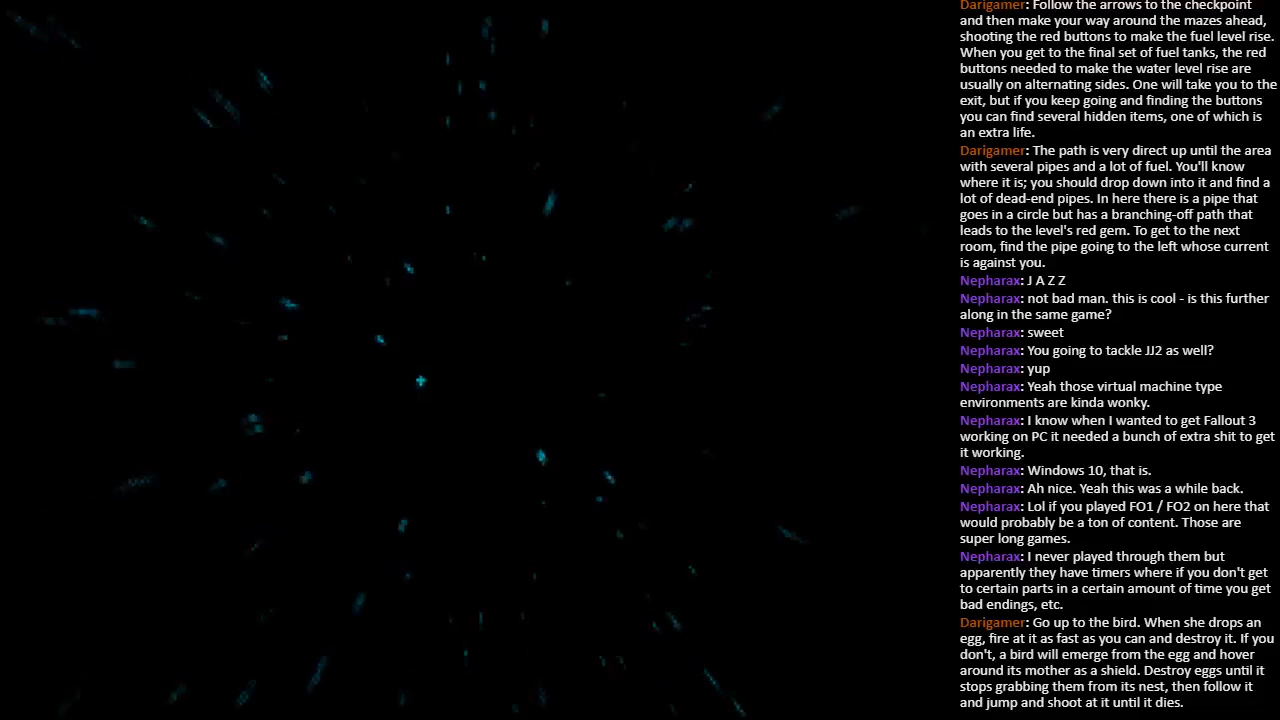 Darigamer: Follow the arrows to the checkpoint
and then make your way around the mazes ahead,
shooting the red buttons to make the fuel level rise.
When you get to the final set of fuel tanks, the red
buttons needed to make the water level rise are
usually on alternating sides. One will take you to the
exit, but if you keep going and finding the buttons
you can find several hidden items, one of which is
an extra life.
Darigamer: The path is very direct up until the area
with several pipes and a lot of fuel. You'll know
where it is; you should drop down into it and find a
lot of dead-end pipes. In here there is a pipe that
goes in a circle but has a branching-off path that
leads to the level's red gem. To get to the next
room, find the pipe going to the left whose current
is against you.
Nepharax: J A Z Z
Nepharax: not bad man. this is cool - is this further
along in the same game?
Nepharax: sweet
Nepharax: You going to tackle JJ2 as well?
Nepharax: yup
Nepharax: Yeah those virtual machine type
environments are kinda wonky.
Nepharax: I know when I wanted to get Fallout 3
working on PC it needed a bunch of extra shit to get
it working.
Nepharax: Windows 10, that is.
Nepharax: Ah nice. Yeah this was a while back.
Nepharax: Lol if you played FO1 / FO2 on here that
would probably be a ton of content. Those are
super long games.
Nepharax: I never played through them but
apparently they have timers where if you don't get
to certain parts in a certain amount of time you get
bad endings, etc.
Darigamer: Go up to the bird. When she drops an
egg, fire at it as fast as you can and destroy it. If you
don't, a bird will emerge from the egg and hover
around its mother as a shield. Destroy eggs until it
stops grabbing them from its nest, then follow it
and jump and shoot at it until it dies.